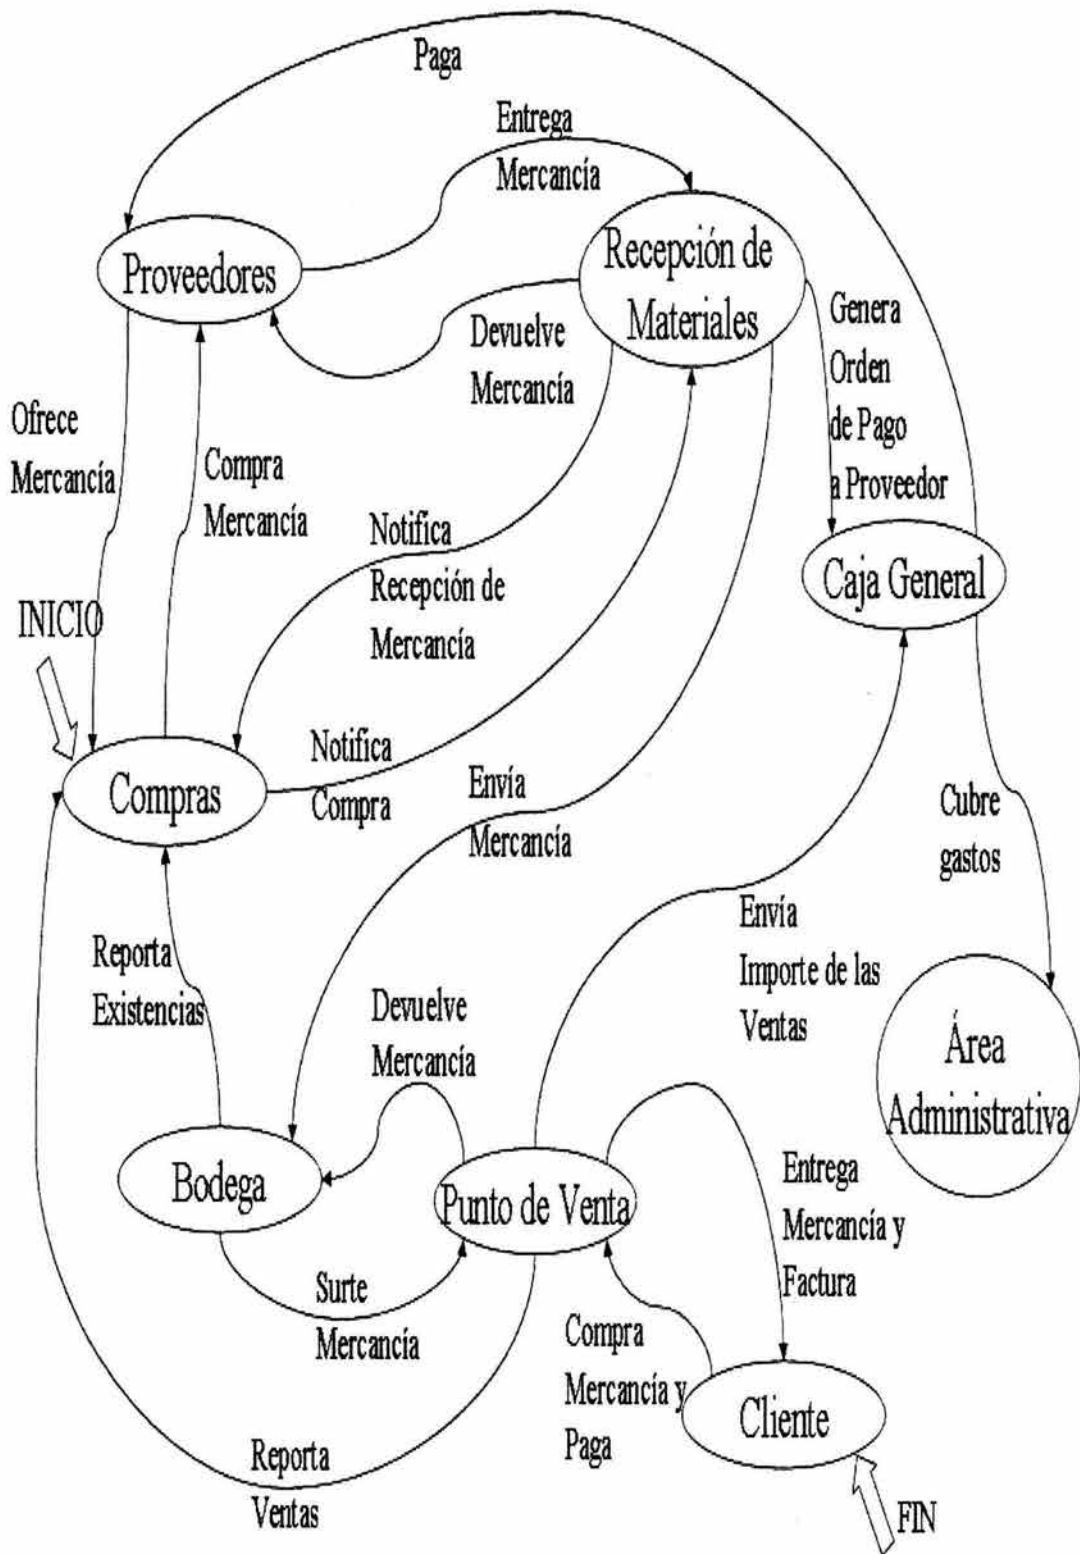 Paga
Entrega
Mercancía
Proveedores
Recepción de
Materiales
Devuelve
Mercancía
Genera
Orden
de Pago
a Proveedor
Ofrece
Mercancía
Compra
Mercancía
Notifica
Recepción de
Mercancía
Caja General
INICIO
Compras
Notifica
Compra
Envía
Mercancía
Cubre
gastos
Envía
Importe de las
Ventas
Reporta
Existencias
Devuelve
Mercancía
Área
Administrativa
Bodega
Punto de Venta
Entrega
Mercancía y
Factura
Surte
Mercancía
Compra
Mercancía y
Paga
Cliente
Reporta
Ventas
FIN